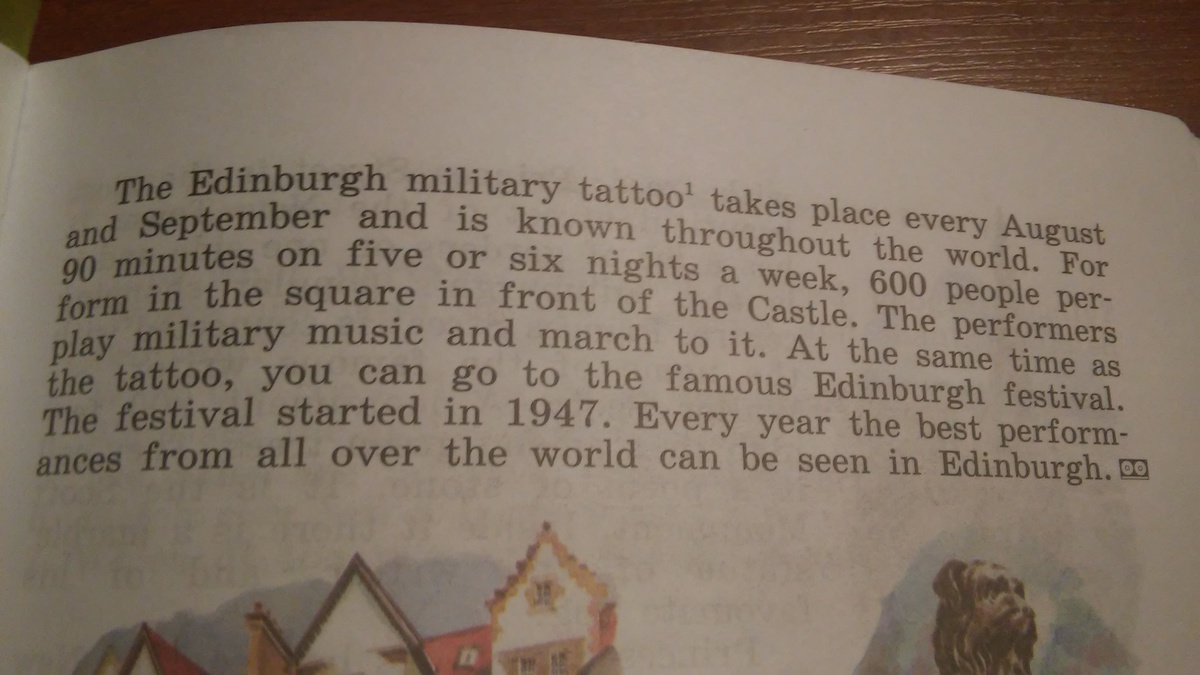 The Edinburgh military tattoo¹ takes place every August
and September and is known throughout the world. For
90 minutes on five or six nights a week, 600 people per-
form in the square in front of the Castle. The performers
play military music and march to it. At the same time as
the tattoo, you can go to the famous Edinburgh festival.
The festival started in 1947. Every year the best perform-
ances from all over the world can be seen in Edinburgh.